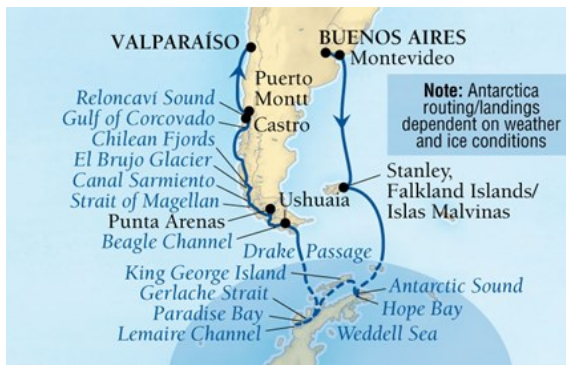 VALPARAÍSO
BUENOS AIRES
Montevideo
Puerto
Montt
Note: Antarctica
routing/landings
dependent on weather
and ice conditions
Reloncaví Sound
Gulf of Corcovado
Castro
Chilean Fjords
El Brujo Glacier
Canal Sarmiento
Strait of Magellan
Ushuaia
Stanley,
Falkland Islands/
Islas Malvinas
Punta Arenas
Beagle Channel
Drake Passage
King George Island
Gerlache Strait
Antarctic Sound
Paradise Bay
Hope Bay
Lemaire Channel
Weddell Sea